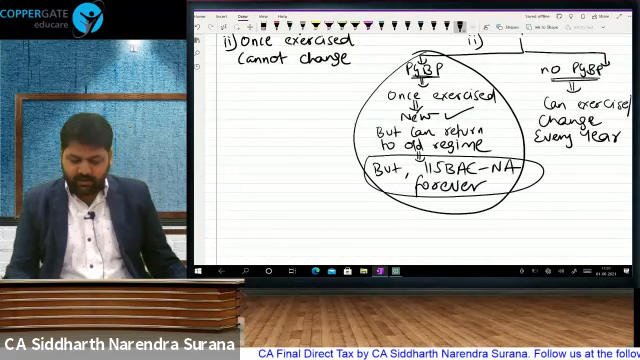 COPPERGATE
educare
ii) Once exercised
Cannot change
ii)
PGBP
Once exercised
New
But can return
to old regime
But, 115BAC-NA
forever
no PGBP
Can exercise/
Change
Every Year
CA Siddharth Narendra Surana
CA Final Direct Tax by CA Siddharth Narendra Surana. Follow us at the follo